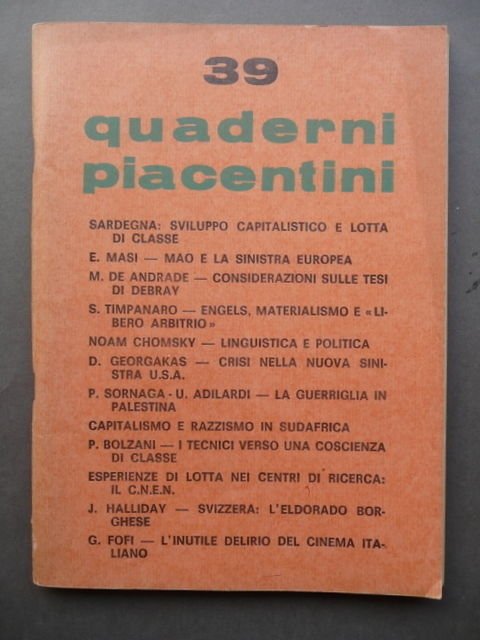 39
quaderni
piacentini
SARDEGNA: SVILUPPO CAPITALISTICO E LOTTA
DI CLASSE
E. MASI — MAO E LA SINISTRA EUROPEA
M. DE ANDRADE — CONSIDERAZIONI SULLE TESI
DI DEBRAY
S. TIMPANARO — ENGELS, MATERIALISMO E «LI-
BERO ARBITRIO»
NOAM CHOMSKY — LINGUISTICA E POLITICA
D. GEORGAKAS — CRISI NELLA NUOVA SINI-
STRA U.S.A.
P. SORNAGA - U. ADILARDI — LA GUERRIGLIA IN
PALESTINA
CAPITALISMO E RAZZISMO IN SUDAFRICA
P. BOLZANI — I TECNICI VERSO UNA COSCIENZA
DI CLASSE
ESPERIENZE DI LOTTA NEI CENTRI DI RICERCA:
IL C.N.E.N.
J. HALLIDAY — SVIZZERA: L'ELDORADO BOR-
GHESE
G. FOFI — L'INUTILE DELIRIO DEL CINEMA ITA-
LIANO